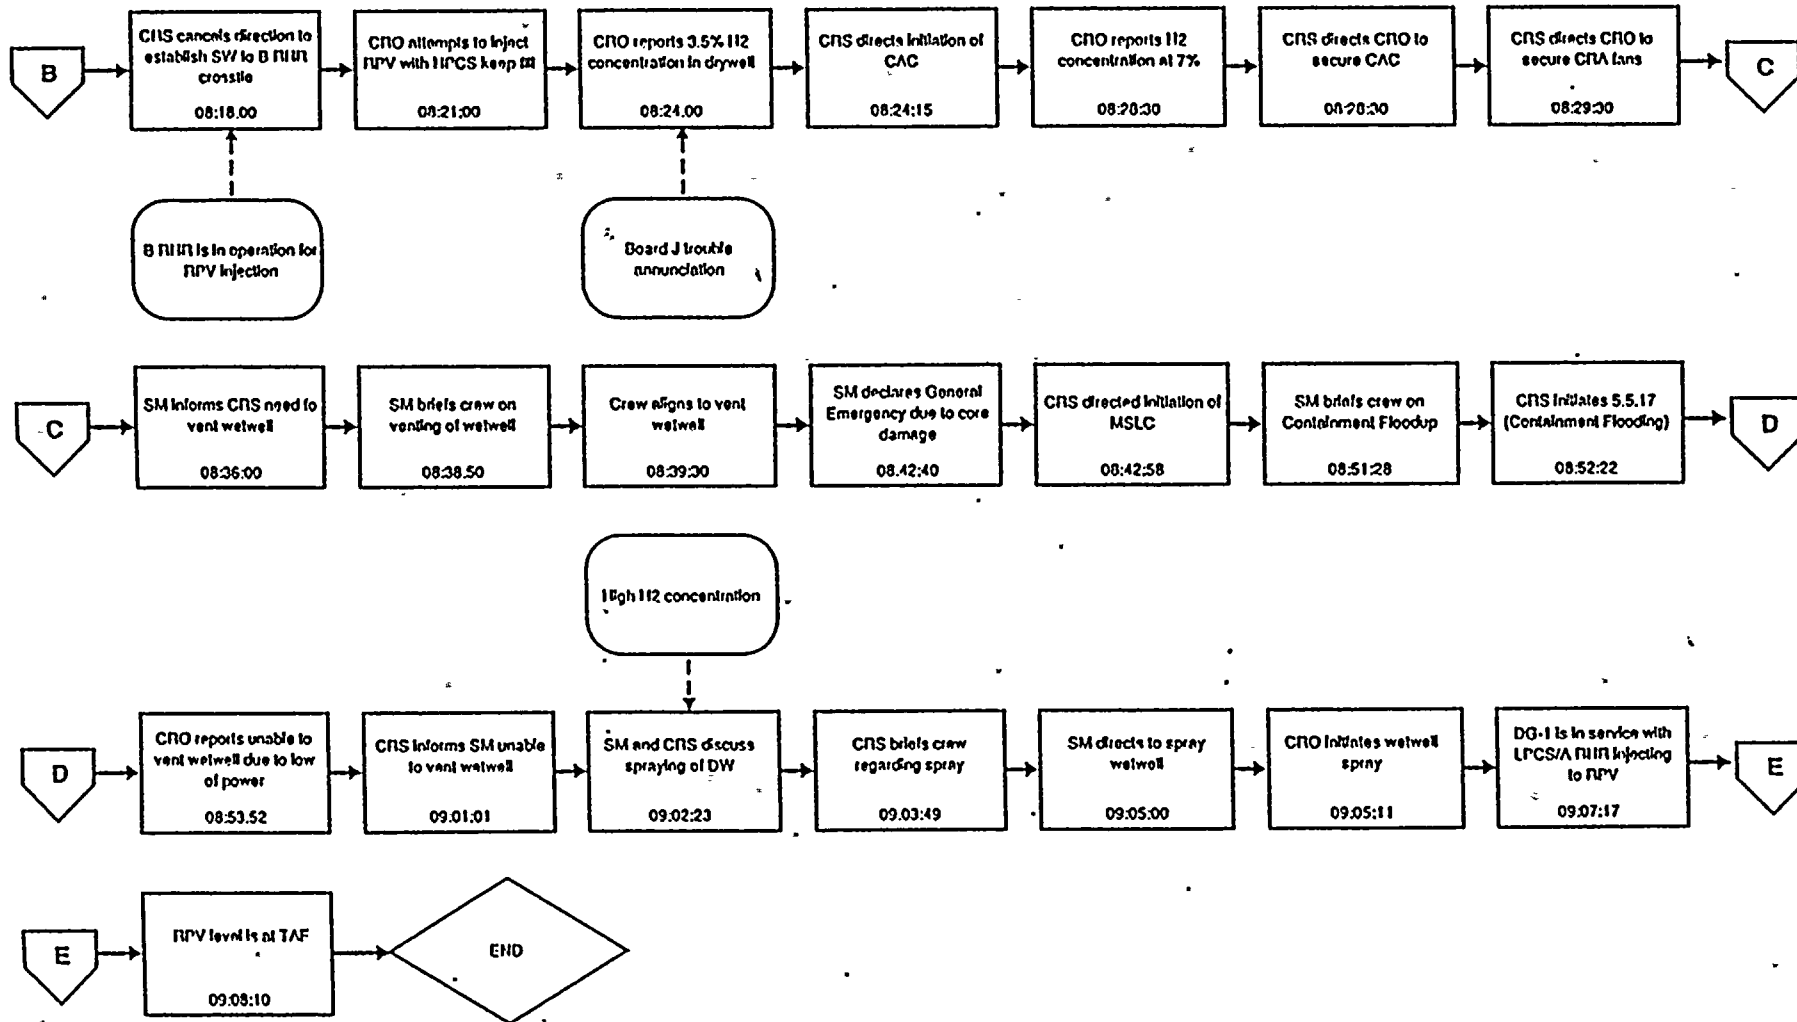 B
CRS cancels direction to
establish SW to B RHR
crosstie
08:18.00
CRO attempts to inject
RPV with HPCS keep fill
08:21:00
CRO reports 3.5% H2
concentration in drywell
08:24.00
CRS directs initiation of
CAC
08:24:15
CRO reports H2
concentration at 7%
08:28:30
CRS directs CRO to
secure CAC
08:28:30
CRS directs CRO to
secure CRA fans
08:29:30
C
B RHR is in operation for
RPV Injection
Board J trouble
annunciation
C
SM informs CRS need to
vent wetwell
08:36:00
SM briefs crew on
venting of wetwell
08:38.50
Crew aligns to vent
wetwell
08:39:30
SM declares General
Emergency due to core
damage
08.42:40
CRS directed initiation of
MSLC
08:42:58
SM briefs crew on
Containment Floodup
08:51:28
CRS initiates 5.5.17
(Containment Flooding)
08:52:22
D
High H2 concentration
D
CRO reports unable to
vent wetwell due to low
of power
08:53.52
CRS informs SM unable
to vent wetwell
09.01:01
SM and CRS discuss
spraying of DW
09:02:23
CRS briefs crew
regarding spray
09.03:49
SM directs to spray
wetwell
09:05:00
CRO initiates wetwell
spray
09:05:11
DG-1 is in service with
LPCS/A RHR injecting
to RPV
09:07:17
E
E
RPV level is at TAF
09:08:10
END